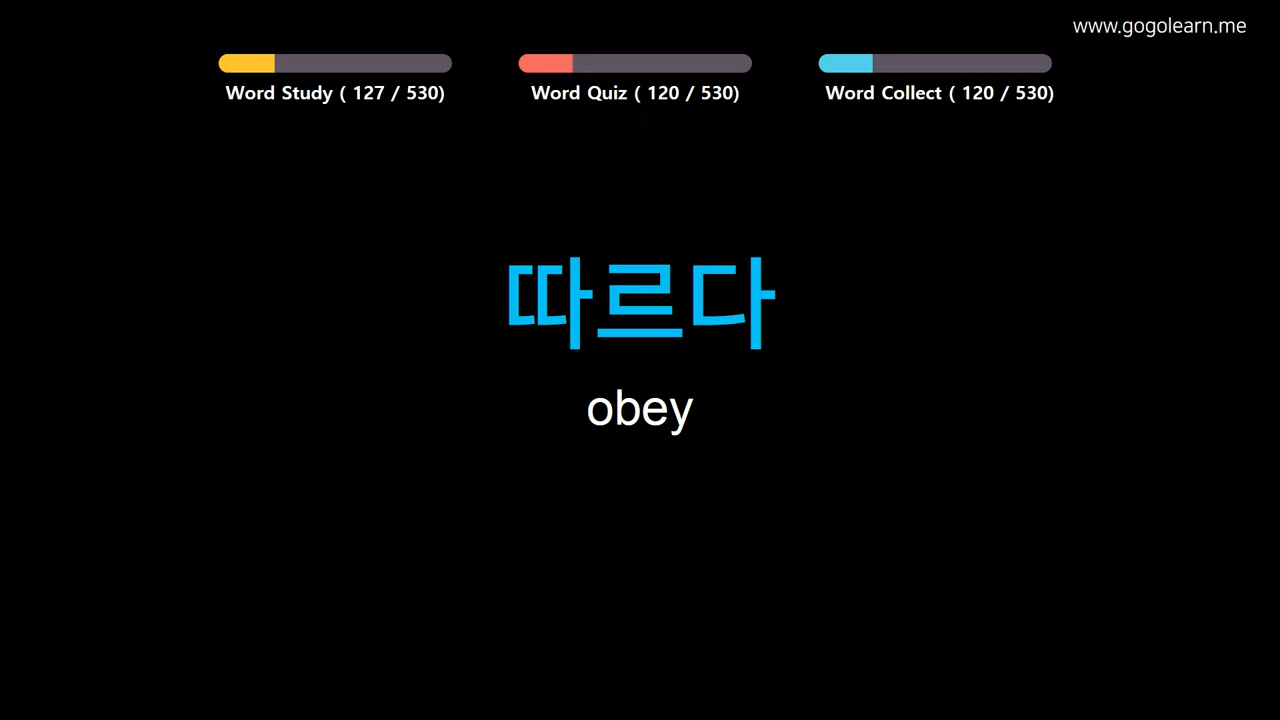 www.gogolearn.me
Word Study ( 127 / 530)
Word Quiz ( 120 / 530)
Word Collect ( 120 / 530)
따르다
obey